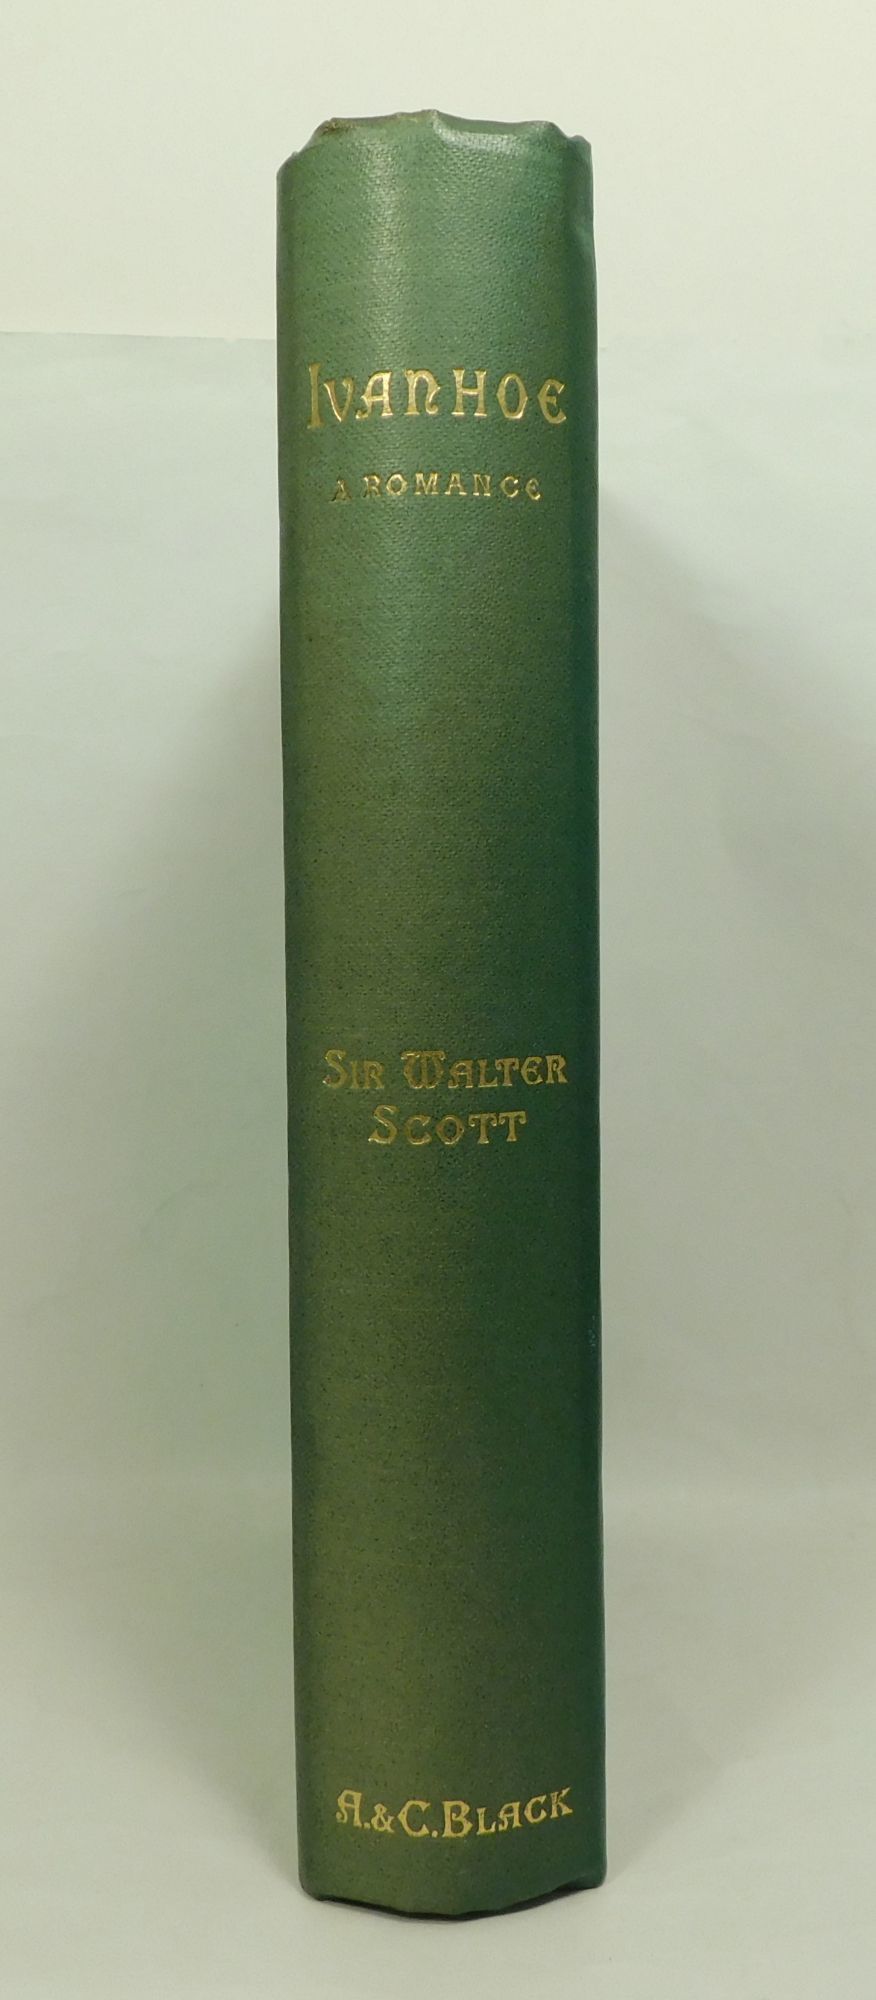 IVANHOE
A ROMANCE
SIR WALTER
SCOTT
A. & C. BLACK